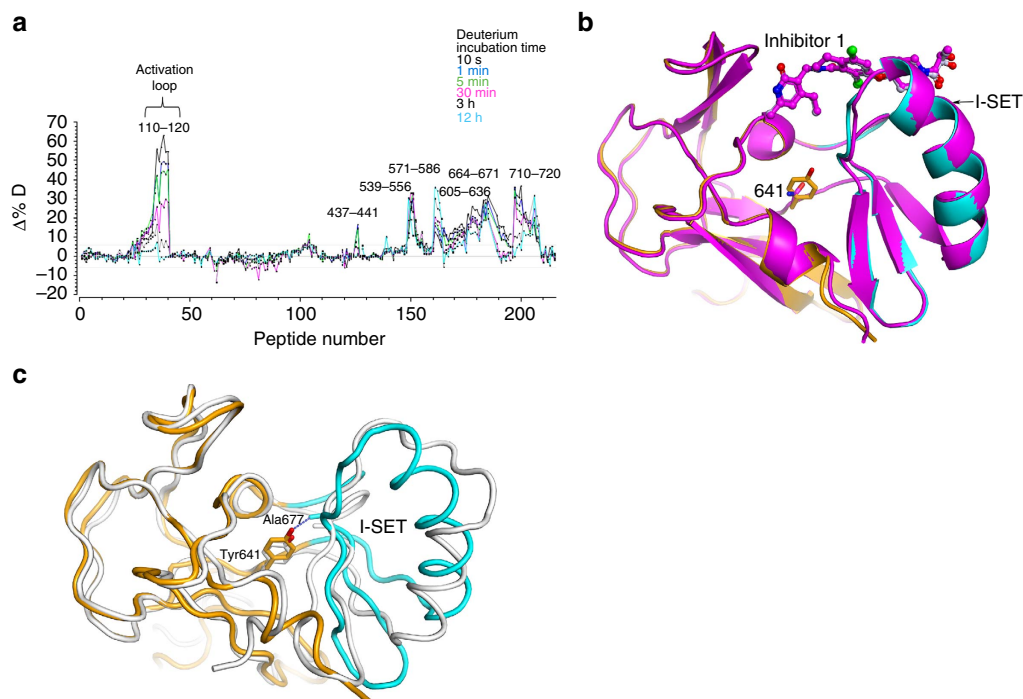 a
Deuterium
incubation time
10 s
1 min
5 min
30 min
3 h
12 h
Activation
loop
110–120
437–441
539–556
571–586
605–636
664–671
710–720
Δ% D
70
60
50
40
30
20
10
0
−10
−20
0
50
100
150
200
Peptide number
b
Inhibitor 1
I-SET
641
c
Ala677
Tyr641
I-SET